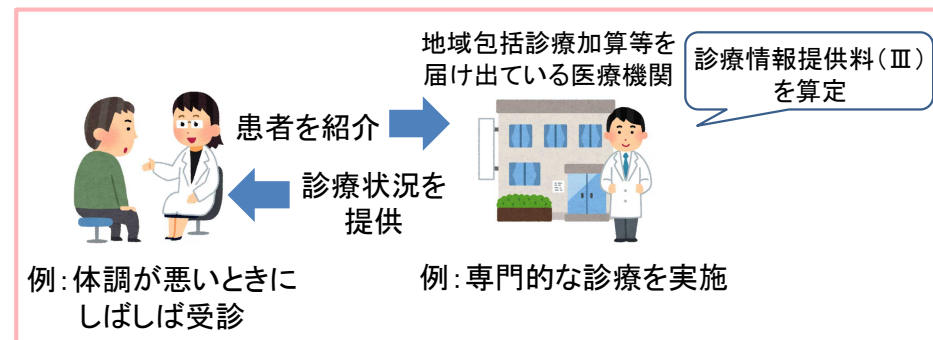 地域包括診療加算等を
届け出ている医療機関
診療情報提供料(Ⅲ)
を算定
患者を紹介
診療状況を
提供
例:体調が悪いときに
しばしば受診
例:専門的な診療を実施